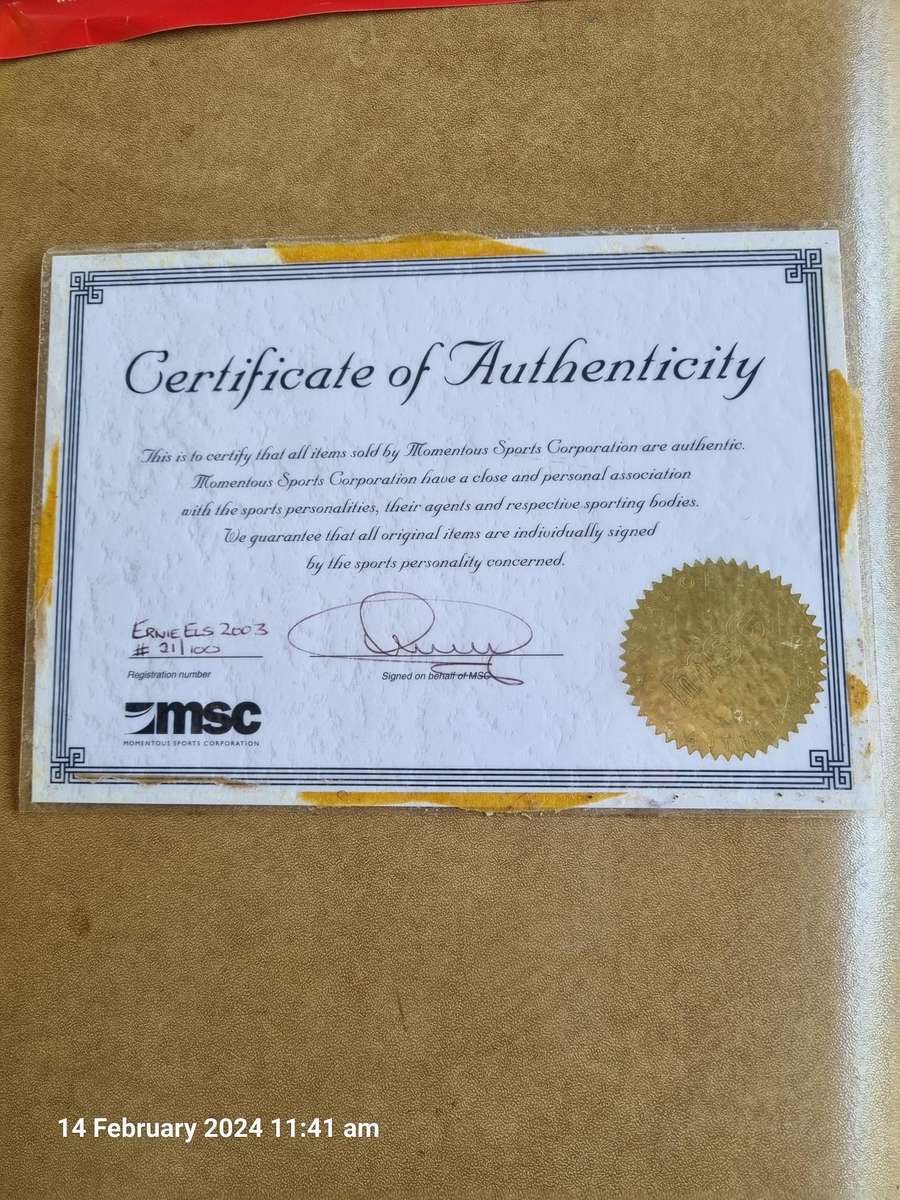 Certificate of Authenticity
This is to certify that all items sold by Momentous Sports Corporation are authentic.
Momentous Sports Corporation have a close and personal association
with the sports personalities, their agents and respective sporting bodies.
We guarantee that all original items are individually signed
by the sports personality concerned.
ERNIE ELS 2003
# 21/100
Registration number
Signed on behalf of MSC
msc
MOMENTOUS SPORTS CORPORATION
14 February 2024 11:41 am